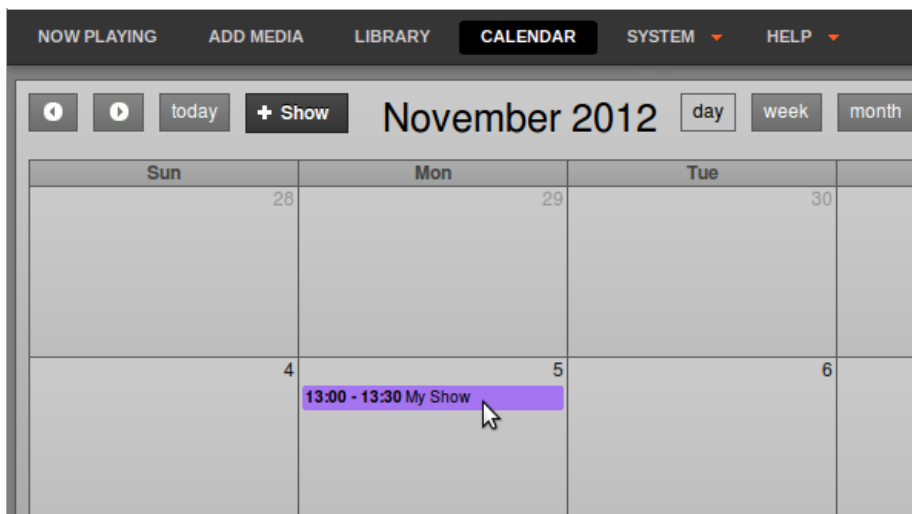 NOW PLAYING ADD MEDIA LIBRARY CALENDAR SYSTEM HELP
today + Show November 2012 day week month
Sun Mon Tue
28 29 30
4 5 6
13:00 - 13:30 My Show